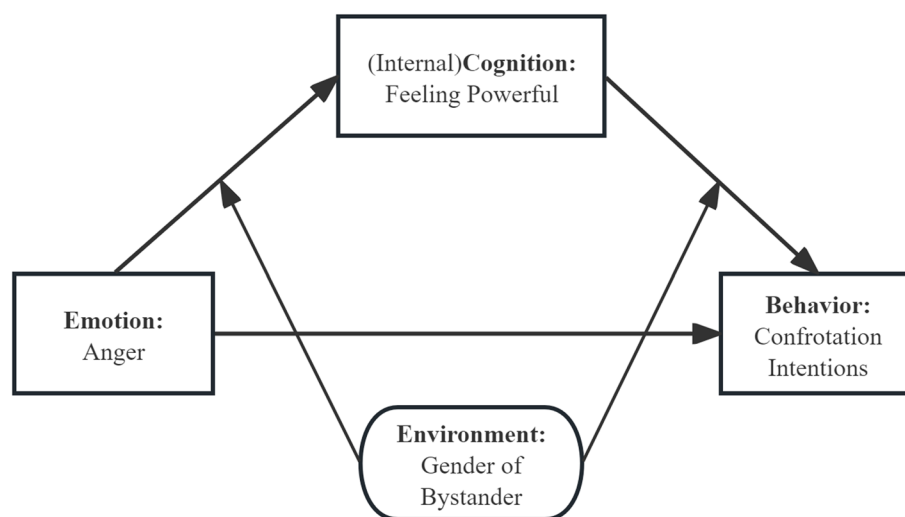 (Internal)Cognition:
Feeling Powerful
Emotion:
Anger
Behavior:
Confrotation
Intentions
Environment:
Gender of
Bystander